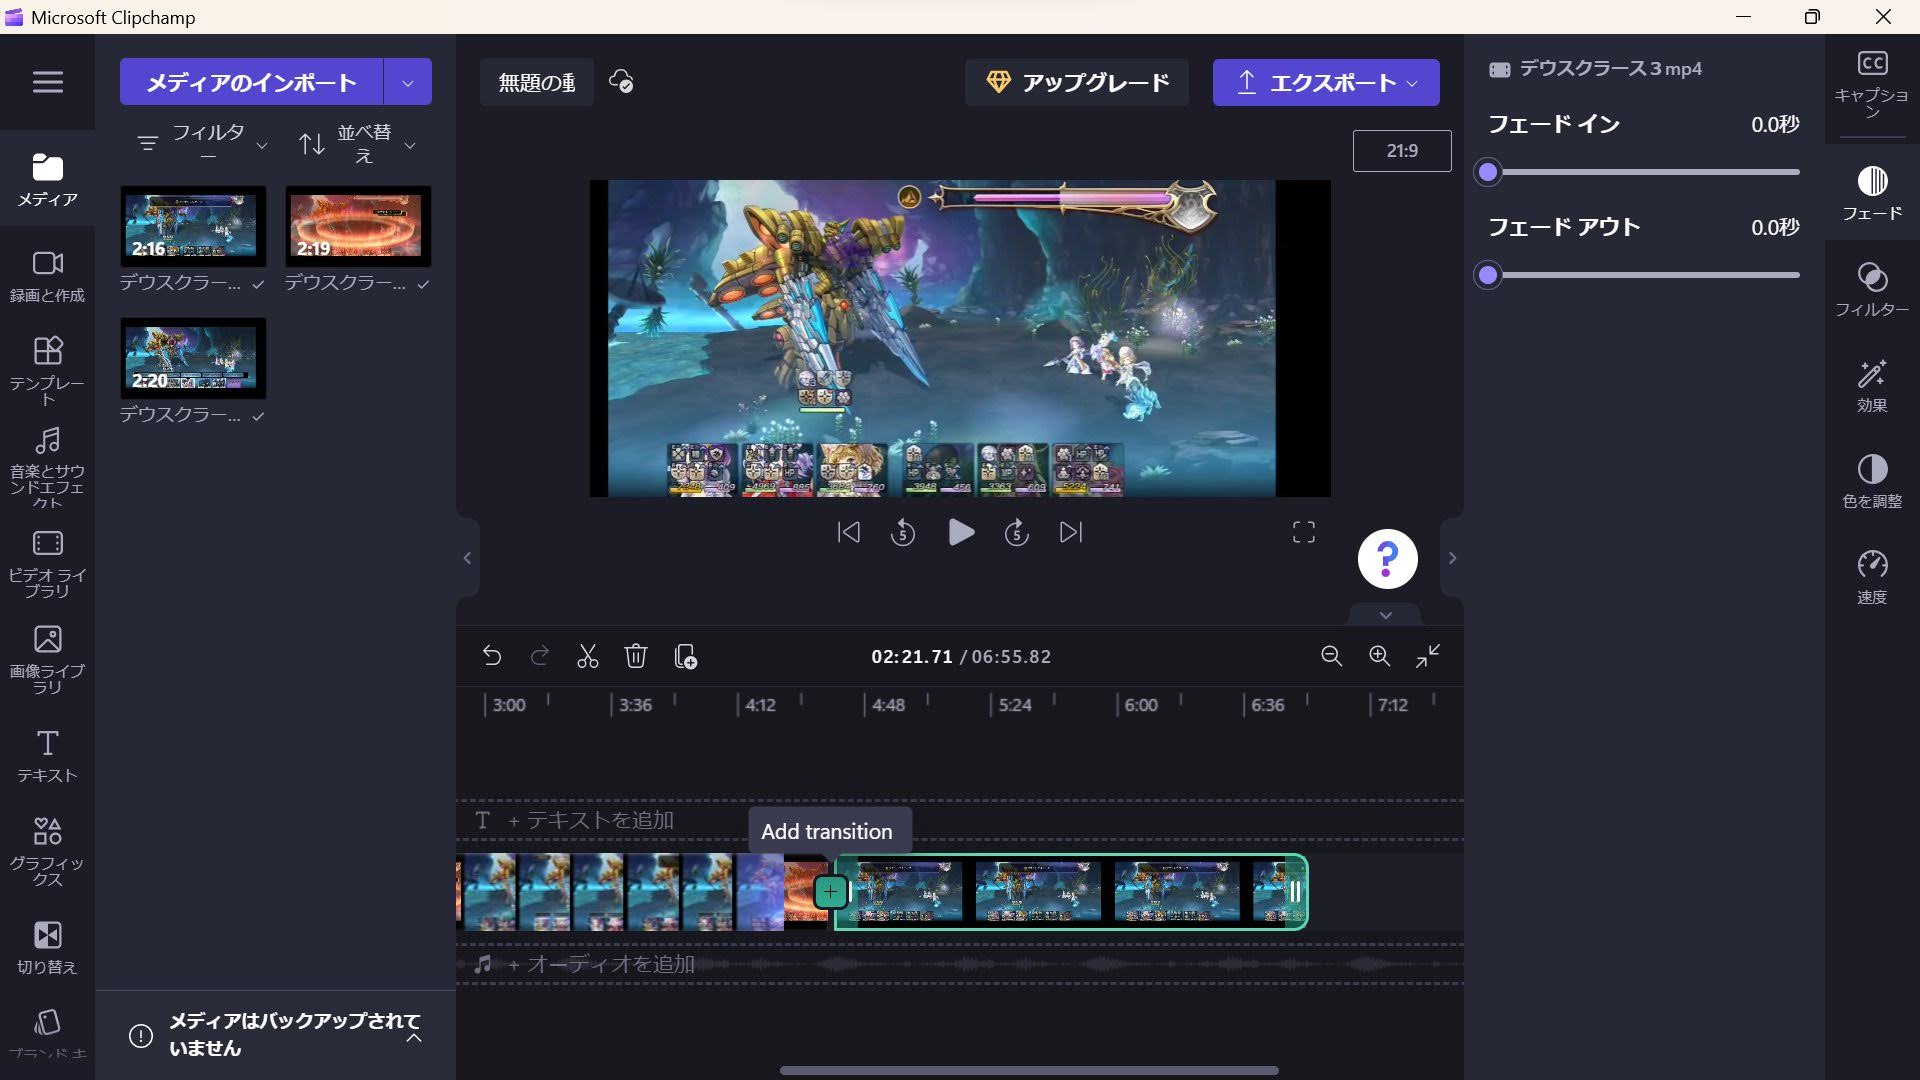 Microsoft Clipchamp
メディア
録画と作成
テンプレー
ト
音楽とサウ
ンドエフェ
クト
ビデオ ライ
ブラリ
画像ライブ
ラリ
テキスト
グラフィッ
クス
切り替え
ブランド キ
メディアのインポート
フィルタ
ー
並べ替
え
2:16
デウスクラー...
2:19
デウスクラー...
2:20
デウスクラー...
メディアはバックアップされて
いません
無題の動
アップグレード
エクスポート
21:9
5
5
?
02:21.71 / 06:55.82
3:00
3:36
4:12
4:48
5:24
6:00
6:36
7:12
T + テキストを追加
Add transition
+ オーディオを追加
デウスクラース3 mp4
フェード イン
0.0秒
フェード アウト
0.0秒
CC
キャプショ
ン
フェード
フィルター
効果
色を調整
速度